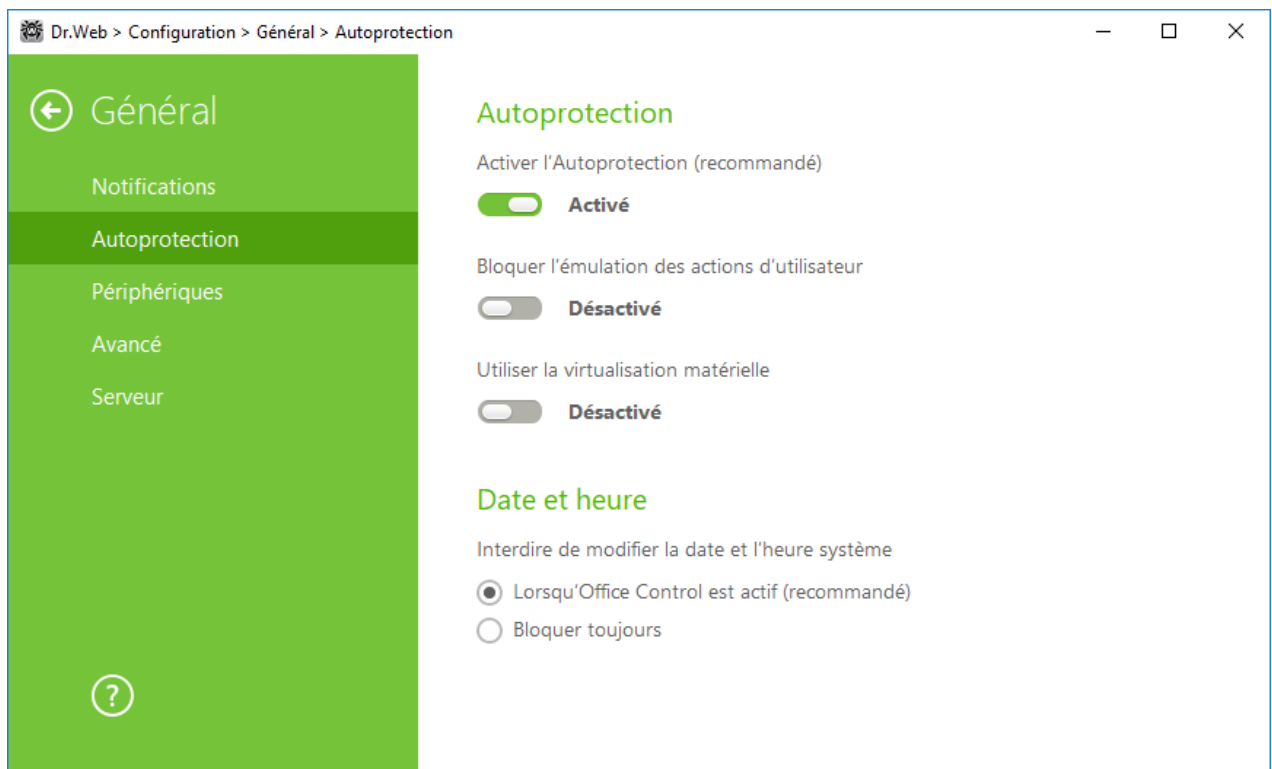 Dr.Web > Configuration > Général > Autoprotection
Général
Notifications
Autoprotection
Périphériques
Avancé
Serveur
?
Autoprotection
Activer l'Autoprotection (recommandé)
Activé
Bloquer l'émulation des actions d'utilisateur
Désactivé
Utiliser la virtualisation matérielle
Désactivé
Date et heure
Interdire de modifier la date et l'heure système
Lorsqu'Office Control est actif (recommandé)
Bloquer toujours